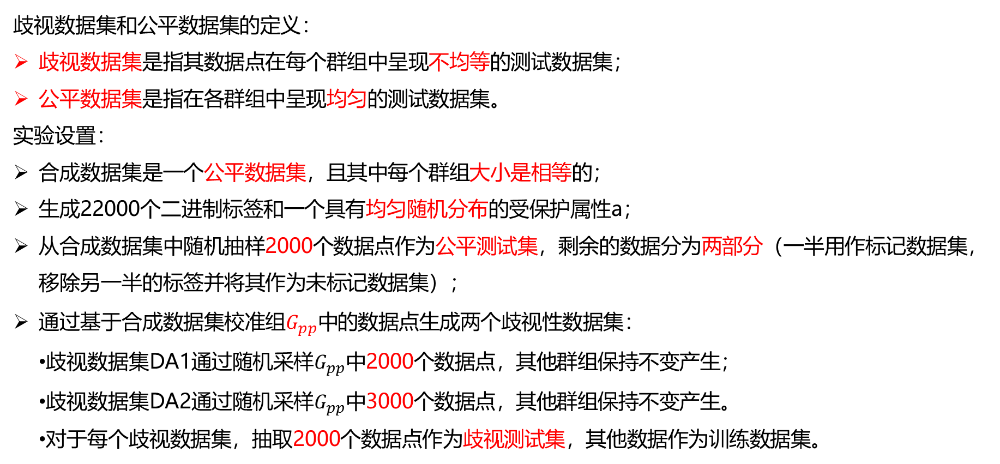 歧视数据集和公平数据集的定义：
➢ 歧视数据集是指其数据点在每个群组中呈现不均等的测试数据集；
➢ 公平数据集是指在各群组中呈现均匀的测试数据集。
实验设置：
➢ 合成数据集是一个公平数据集，且其中每个群组大小是相等的；
➢ 生成22000个二进制标签和一个具有均匀随机分布的受保护属性a；
➢ 从合成数据集中随机抽样2000个数据点作为公平测试集，剩余的数据分为两部分（一半用作标记数据集，
移除另一半的标签并将其作为未标记数据集）；
➢ 通过基于合成数据集校准组G_pp中的数据点生成两个歧视性数据集：
•歧视数据集DA1通过随机采样G_pp中2000个数据点，其他群组保持不变产生；
•歧视数据集DA2通过随机采样G_pp中3000个数据点，其他群组保持不变产生。
•对于每个歧视数据集，抽取2000个数据点作为歧视测试集，其他数据作为训练数据集。